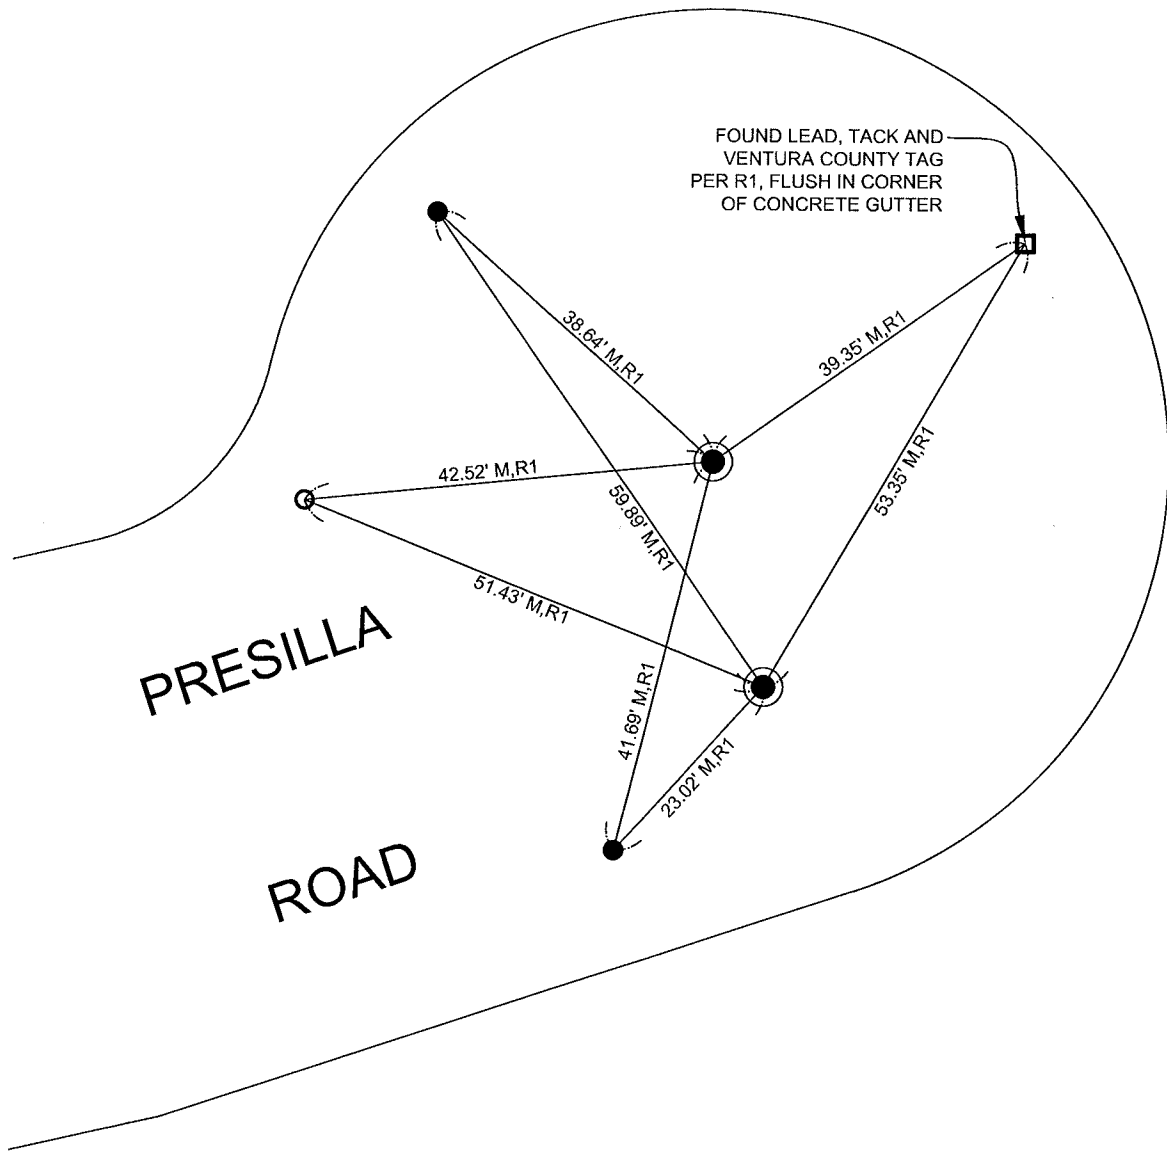 FOUND LEAD, TACK AND
VENTURA COUNTY TAG
PER R1, FLUSH IN CORNER
OF CONCRETE GUTTER
38.64' M,R1
39.35' M,R1
42.52' M,R1
59.89' M,R1
53.35' M,R1
51.43' M,R1
PRESILLA
41.69' M,R1
23.02' M,R1
ROAD